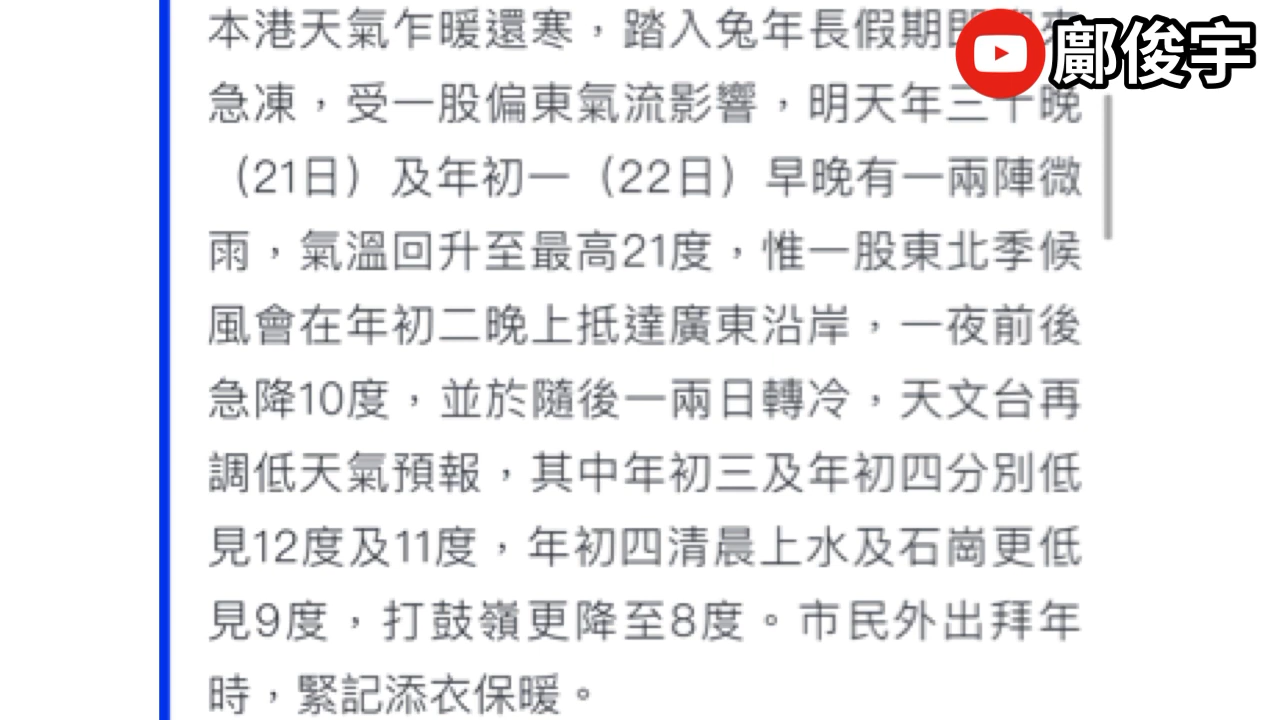 本港天氣乍暖還寒，踏入兔年長假期
鄺俊宇
急凍，受一股偏東氣流影響，明天年三十晚
（21日）及年初一（22日）早晚有一兩陣微
雨，氣溫回升至最高21度，惟一股東北季候
風會在年初二晚上抵達廣東沿岸，一夜前後
急降10度，並於隨後一兩日轉冷，天文台再
調低天氣預報，其中年初三及年初四分別低
見12度及11度，年初四清晨上水及石崗更低
見9度，打鼓嶺更降至8度。市民外出拜年
時，緊記添衣保暖。